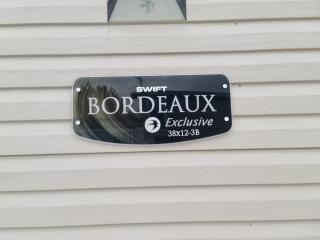 SWIFT
BORDEAUX
Exclusive
38x12-3B